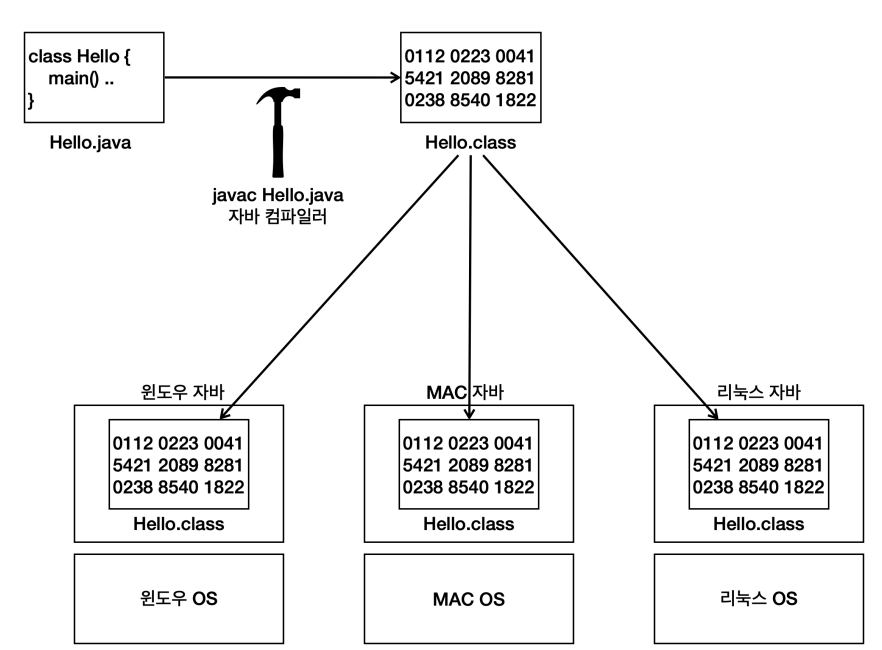 class Hello {
main() ..
}
Hello.java
0112 0223 0041
5421 2089 8281
0238 8540 1822
Hello.class
javac Hello.java
자바 컴파일러
윈도우 자바
0112 0223 0041
5421 2089 8281
0238 8540 1822
Hello.class
윈도우 OS
MAC 자바
0112 0223 0041
5421 2089 8281
0238 8540 1822
Hello.class
MAC OS
리눅스 자바
0112 0223 0041
5421 2089 8281
0238 8540 1822
Hello.class
리눅스 OS